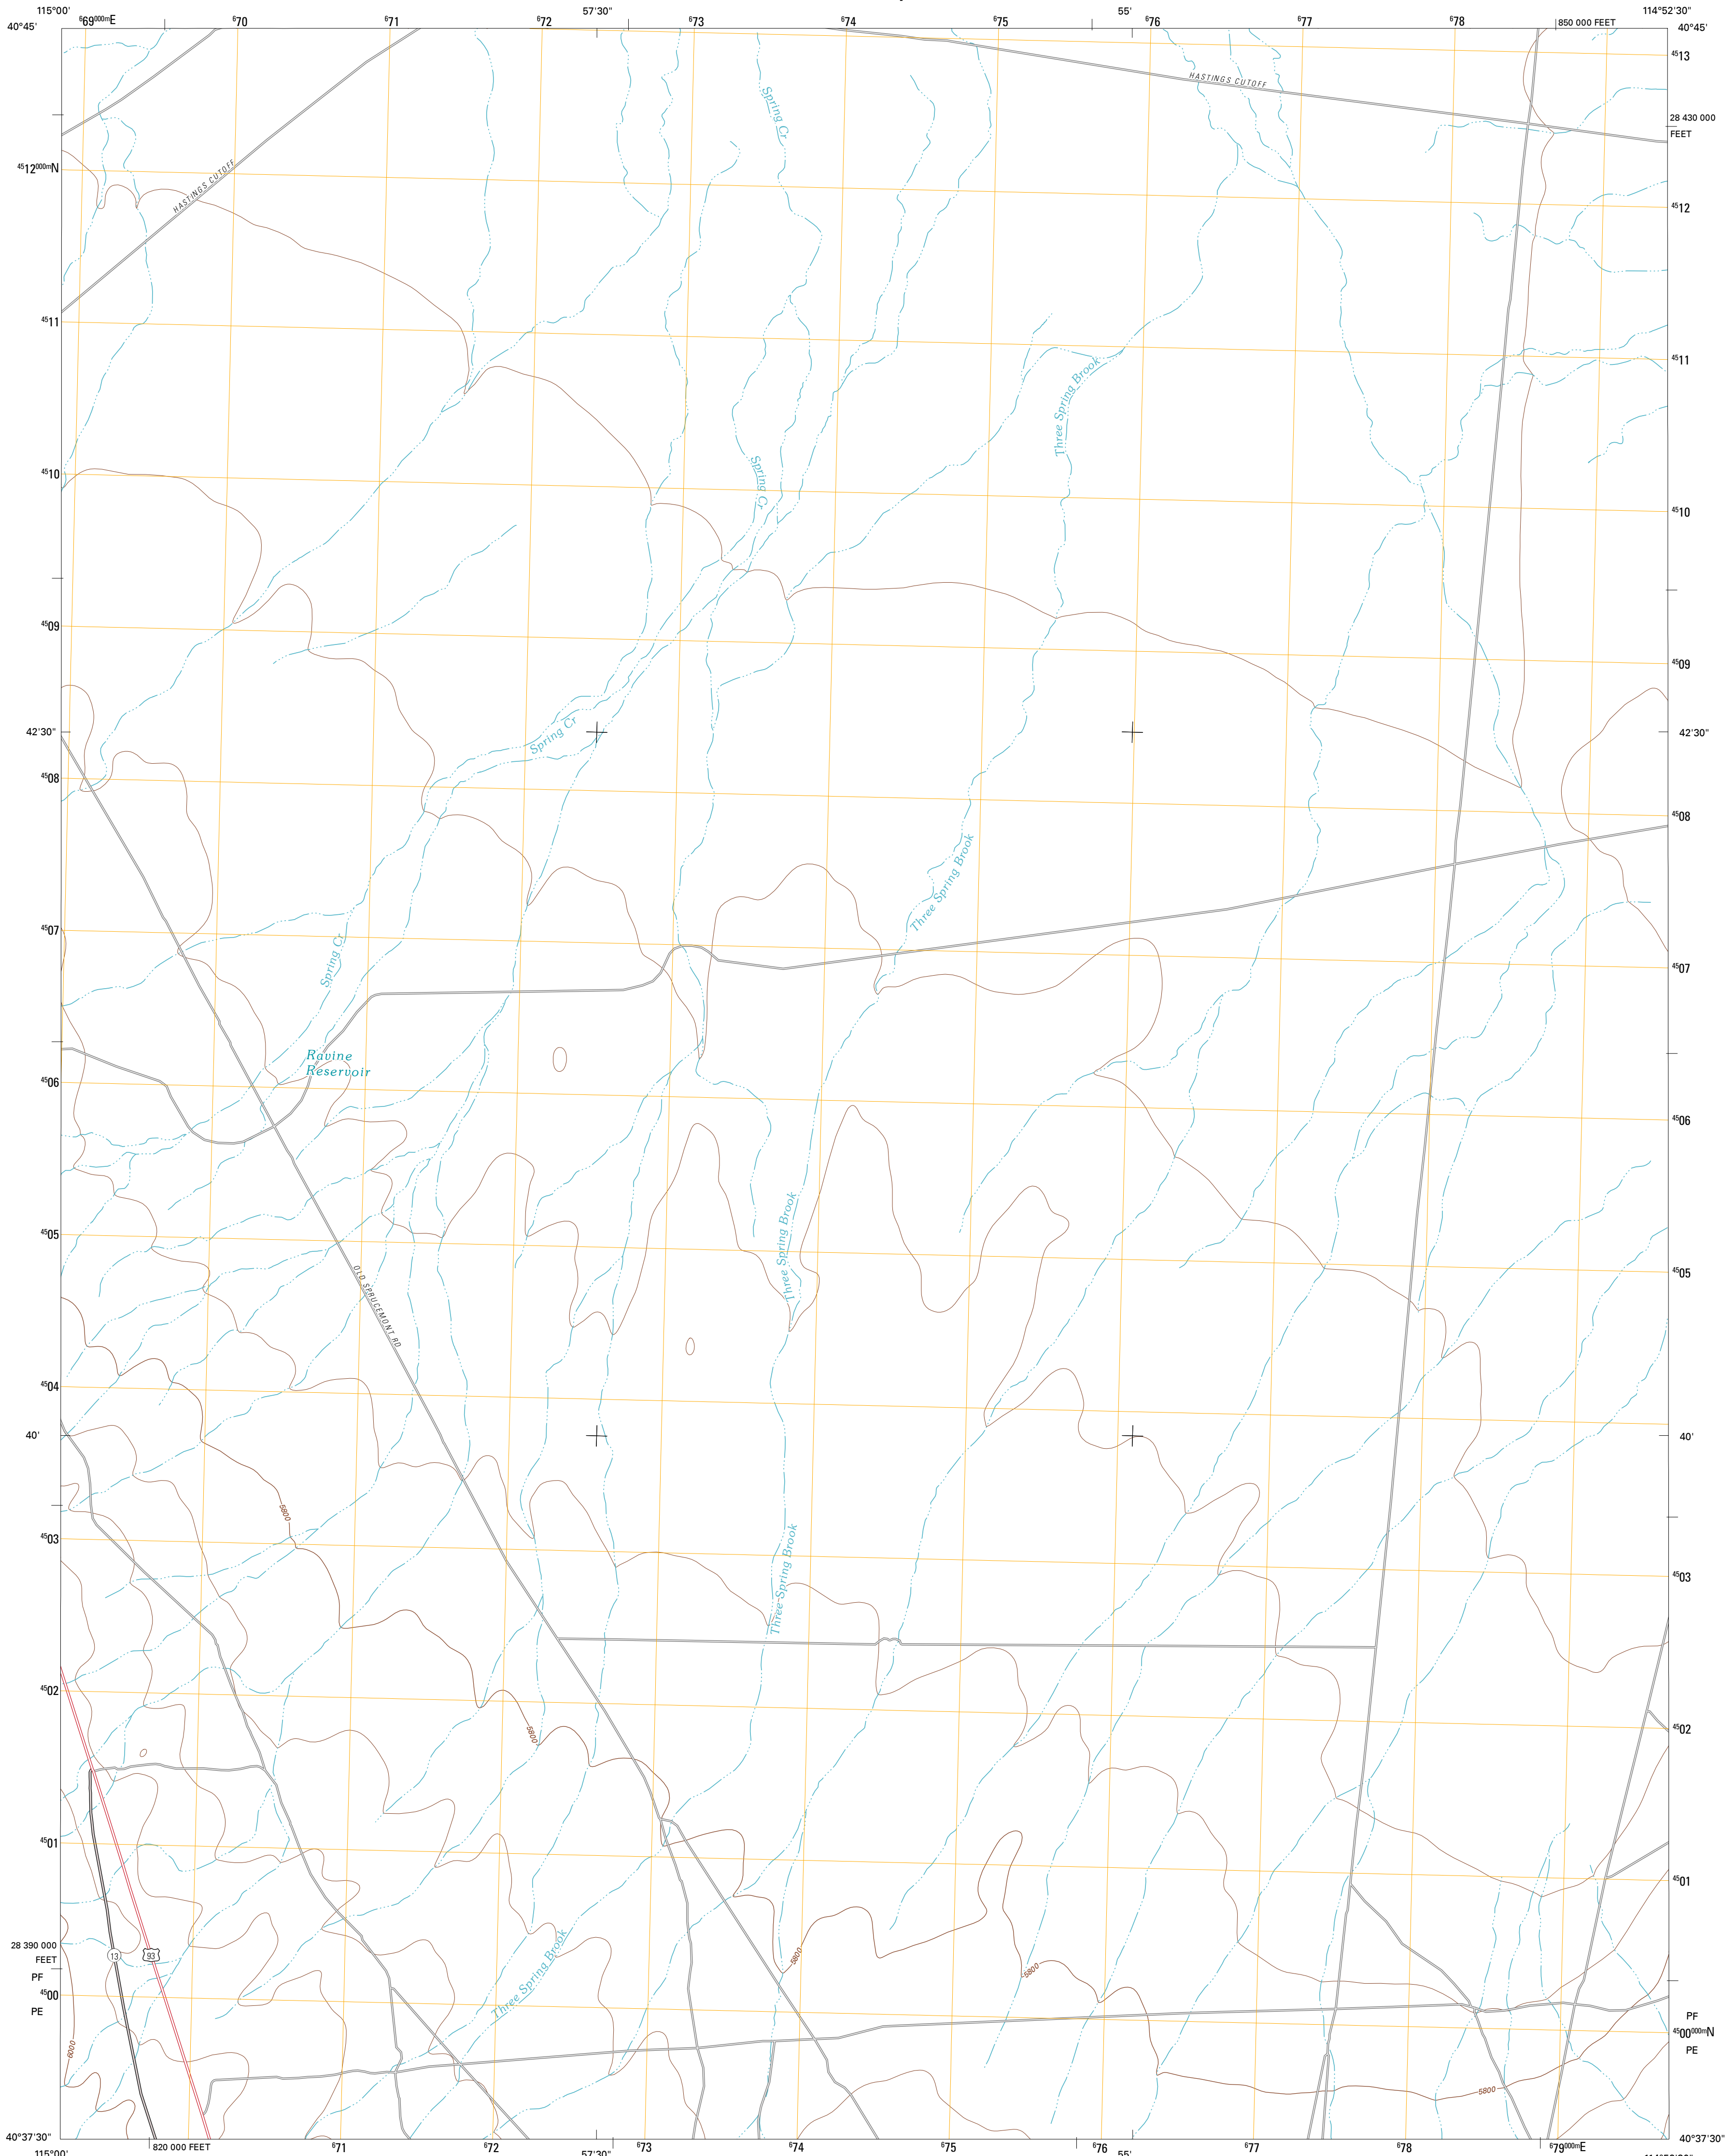 115°00' ⁶69⁰⁰⁰ᵐE ⁶70 ⁶71 ⁶72 57'30" ⁶73 ⁶74 ⁶75 55' ⁶76 ⁶77 ⁶78 850 000 FEET 114°52'30"
40°45' 40°45'
⁴⁵13
HASTINGS CUTOFF
Spring Cr
28 430 000
FEET
⁴⁵12⁰⁰⁰ᵐN
HASTINGS CUTOFF
⁴⁵12
⁴⁵11
⁴⁵11
Three Spring Brook
⁴⁵10
Spring Cr
⁴⁵10
⁴⁵09
⁴⁵09
42'30"
Spring Cr
42'30"
⁴⁵08
⁴⁵08
Three Spring Brook
⁴⁵07
Spring Cr
⁴⁵07
Ravine
Reservoir
⁴⁵06
⁴⁵06
Three Spring Brook
⁴⁵05
⁴⁵05
OLD SPRUCEMONT RD
⁴⁵04
40'
40'
5800
⁴⁵03
Three Spring Brook
⁴⁵03
⁴⁵02
5800
⁴⁵02
⁴⁵01
⁴⁵01
28 390 000
FEET
13
93
Three Spring Brook
5800
5800
PF
⁴⁵00
PE
PF
⁴⁵00⁰⁰⁰ᵐN
PE
6000
5800
40°37'30" 40°37'30"
115°00' 820 000 FEET ⁶71 ⁶72 57'30" ⁶73 ⁶74 ⁶75 ⁶76 55' ⁶77 ⁶78 ⁶79⁰⁰⁰ᵐE